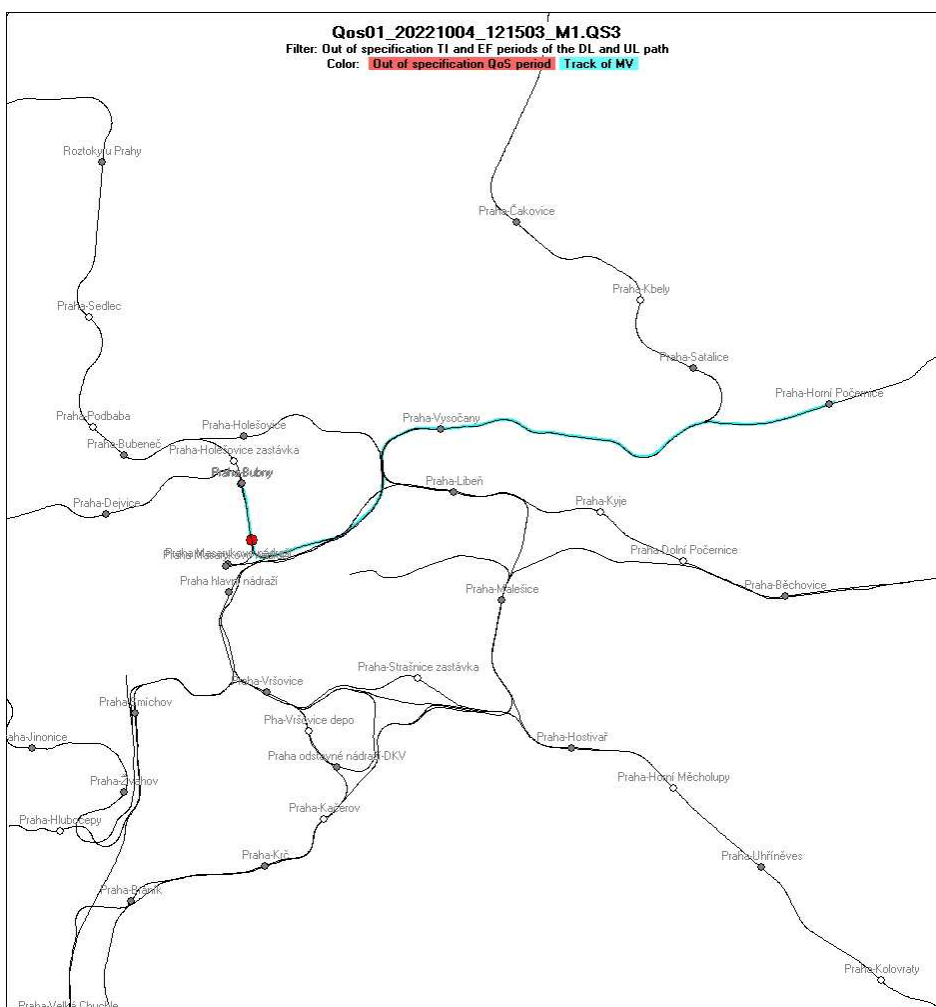 Qos01_20221004_121503_M1.QS3
Filter: Out of specification TI and EF periods of the DL and UL path
Color: Out of specification QoS period Track of MV
Roztoky u Prahy
Praha-Čakovice
Praha-Kbely
Praha-Sedlec
Praha-Satalice
Praha-Horní Počernice
Praha-Podbaba
Praha-Vysočany
Praha-Holešovice
Praha-Bubeneč
Praha-Holešovice zastávka
Praha-Bubny
Praha-Libeň
Praha-Dejvice
Praha-Kyje
Praha Masarykovo nádraží
Praha Dolní Počernice
Praha hlavní nádraží
Praha-Běchovice
Praha-Malešice
Praha-Strašnice zastávka
Praha-Vršovice
Praha-Smíchov
Pha-Vršovice depo
aha-Jinonice
Praha-Hostivař
Praha odstavné nádraží-DKV
Praha-Žvahov
Praha-Horní Měcholupy
Praha-Kačerov
Praha-Hlubočepy
Praha-Krč
Praha-Uhříněves
Praha-Braník
Praha-Kolovraty
Praha-Velká Chuchle